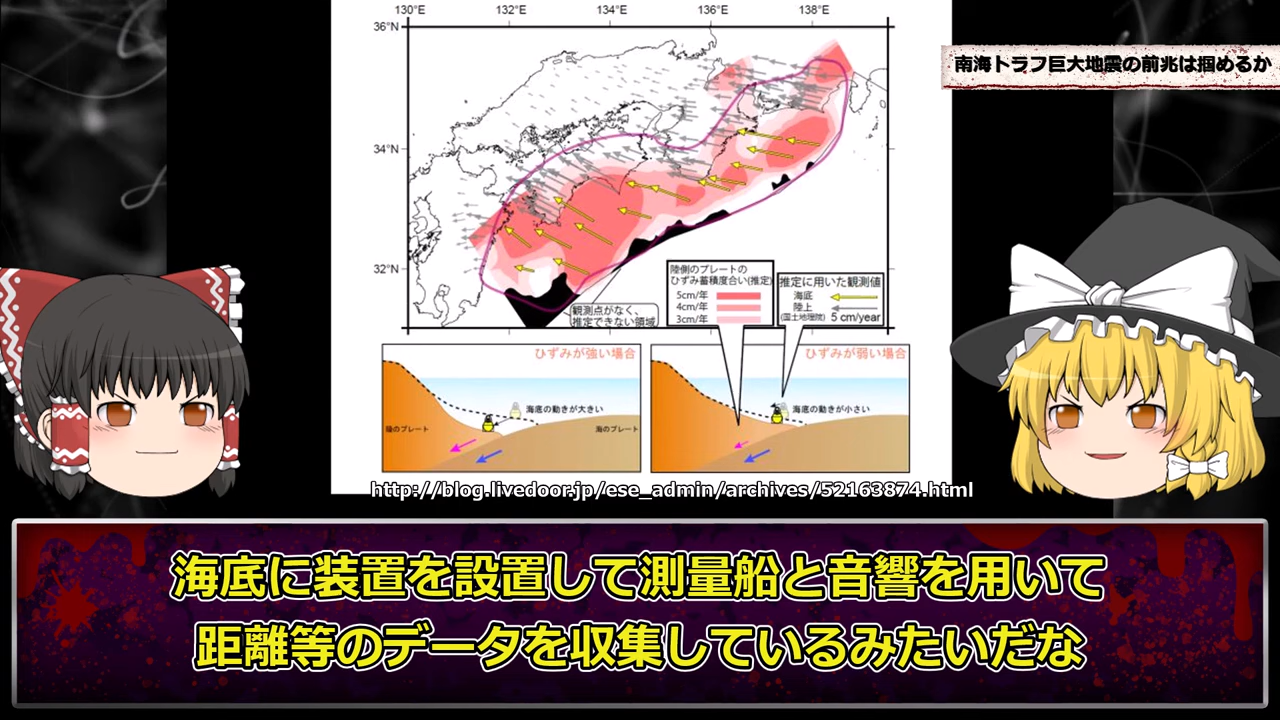 130°E 132°E 134°E 136°E 138°E
36°N
南海トラフ巨大地震の前兆は掴めるか
34°N
32°N
陸側のプレートの
ひずみ蓄積度合い(推定)
5cm/年
4cm/年
3cm/年
推定に用いた観測値
海底
陸上
(国土地理院) 5 cm/year
観測点がなく、
推定できない領域
ひずみが強い場合
海底の動きが大きい
陸のプレート
海のプレート
ひずみが弱い場合
海底の動きが小さい
http://blog.livedoor.jp/ese_admin/archives/52163874.html
海底に装置を設置して測量船と音響を用いて
距離等のデータを収集しているみたいだな